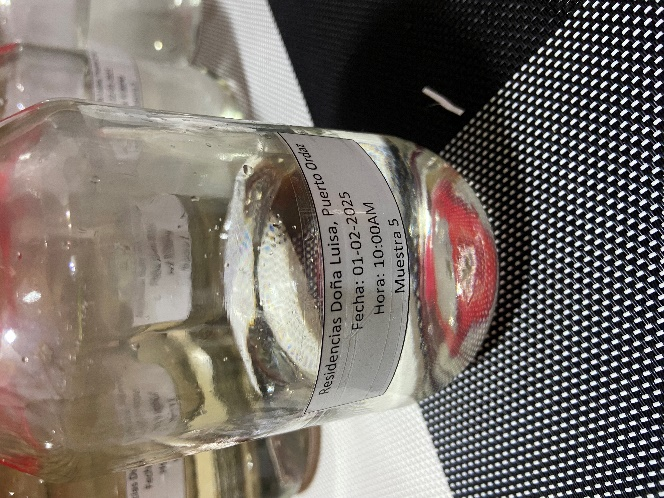 Residencias Doña Luisa, Puerto Ordaz
Fecha: 01-02-2025
Hora: 10:00AM
Muestra 5